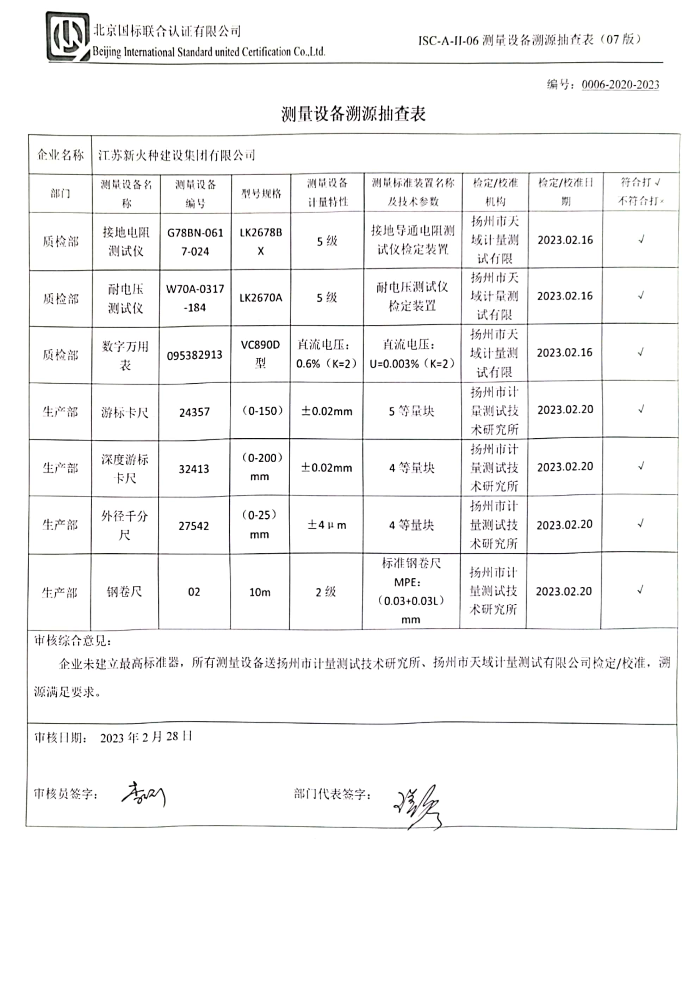 北京国标联合认证有限公司
ISC-A-II-06 测量设备溯源抽查表（07 版）
Beijing International Standard united Certification Co.,Ltd.
编号：0006-2020-2023
测量设备溯源抽查表
企业名称 江苏新火种建设集团有限公司
部门
测量设备名
称
测量设备
编号
型号规格
测量设备
计量特性
测量标准装置名称
及技术参数
检定/校准
机构
检定/校准日
期
符合打√
不符合打×
质检部
接地电阻
测试仪
G78BN-061
7-024
LK2678B
X
5 级
接地导通电阻测
试仪检定装置
扬州市天
域计量测
试有限
2023.02.16
√
质检部
耐电压
测试仪
W70A-0317
-184
LK2670A
5 级
耐电压测试仪
检定装置
扬州市天
域计量测
试有限
2023.02.16
√
质检部
数字万用
表
095382913
VC890D
型
直流电压：
0.6%（K=2）
直流电压：
U=0.003%（K=2）
扬州市天
域计量测
试有限
2023.02.16
√
生产部
游标卡尺
24357
（0-150）
±0.02mm
5 等量块
扬州市计
量测试技
术研究所
2023.02.20
√
生产部
深度游标
卡尺
32413
（0-200）
mm
±0.02mm
4 等量块
扬州市计
量测试技
术研究所
2023.02.20
√
生产部
外径千分
尺
27542
（0-25）
mm
±4μm
4 等量块
扬州市计
量测试技
术研究所
2023.02.20
√
生产部
钢卷尺
02
10m
2 级
标准钢卷尺
MPE：
（0.03+0.03L）
mm
扬州市计
量测试技
术研究所
2023.02.20
√
审核综合意见：
企业未建立最高标准器，所有测量设备送扬州市计量测试技术研究所、扬州市天域计量测试有限公司检定/校准，溯
源满足要求。
审核日期： 2023 年 2 月 28 日
审核员签字：
部门代表签字：